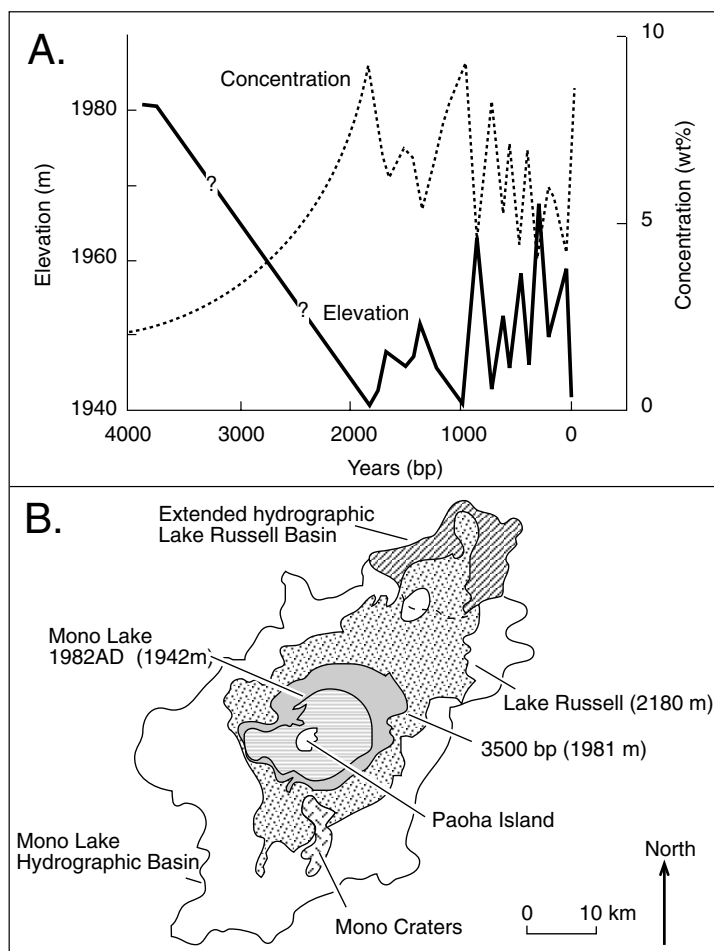 A.
Concentration
Elevation
?
?
1980
1960
1940
Elevation (m)
10
5
0
Concentration (wt%)
4000 3000 2000 1000 0
Years (bp)
B.
Extended hydrographic
Lake Russell Basin
Mono Lake
1982AD (1942m)
Lake Russell (2180 m)
3500 bp (1981 m)
Paoha Island
Mono Lake
Hydrographic Basin
Mono Craters
North
0 10 km